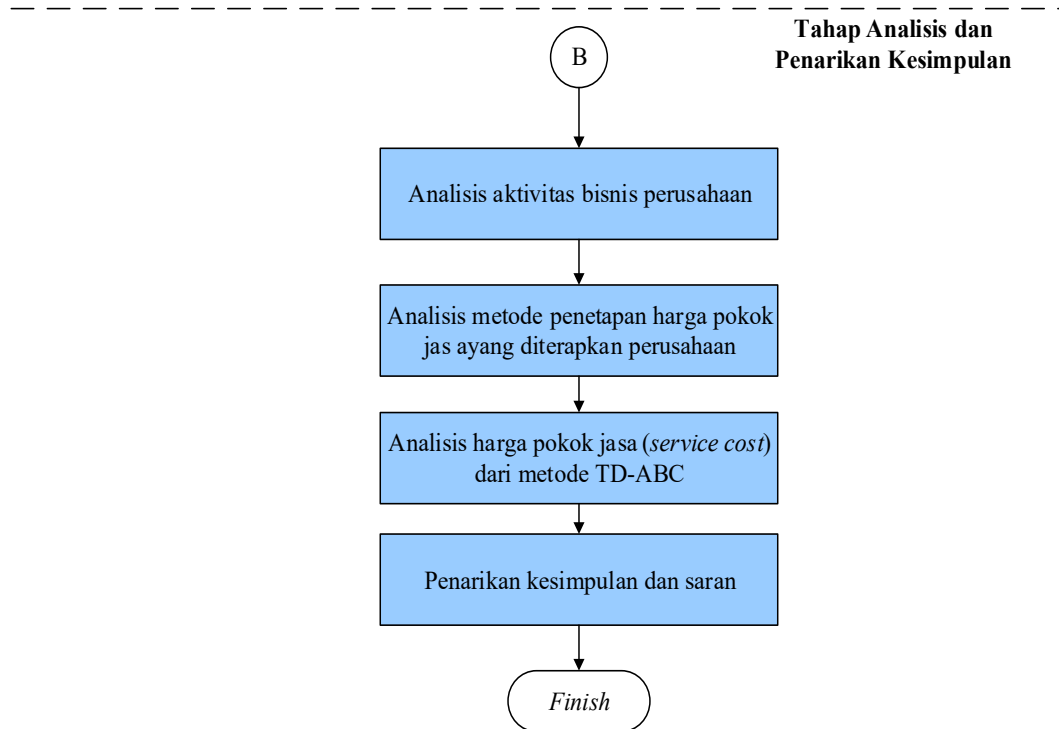 Tahap Analisis dan
Penarikan Kesimpulan
B
Analisis aktivitas bisnis perusahaan
Analisis metode penetapan harga pokok
jas ayang diterapkan perusahaan
Analisis harga pokok jasa (service cost)
dari metode TD-ABC
Penarikan kesimpulan dan saran
Finish